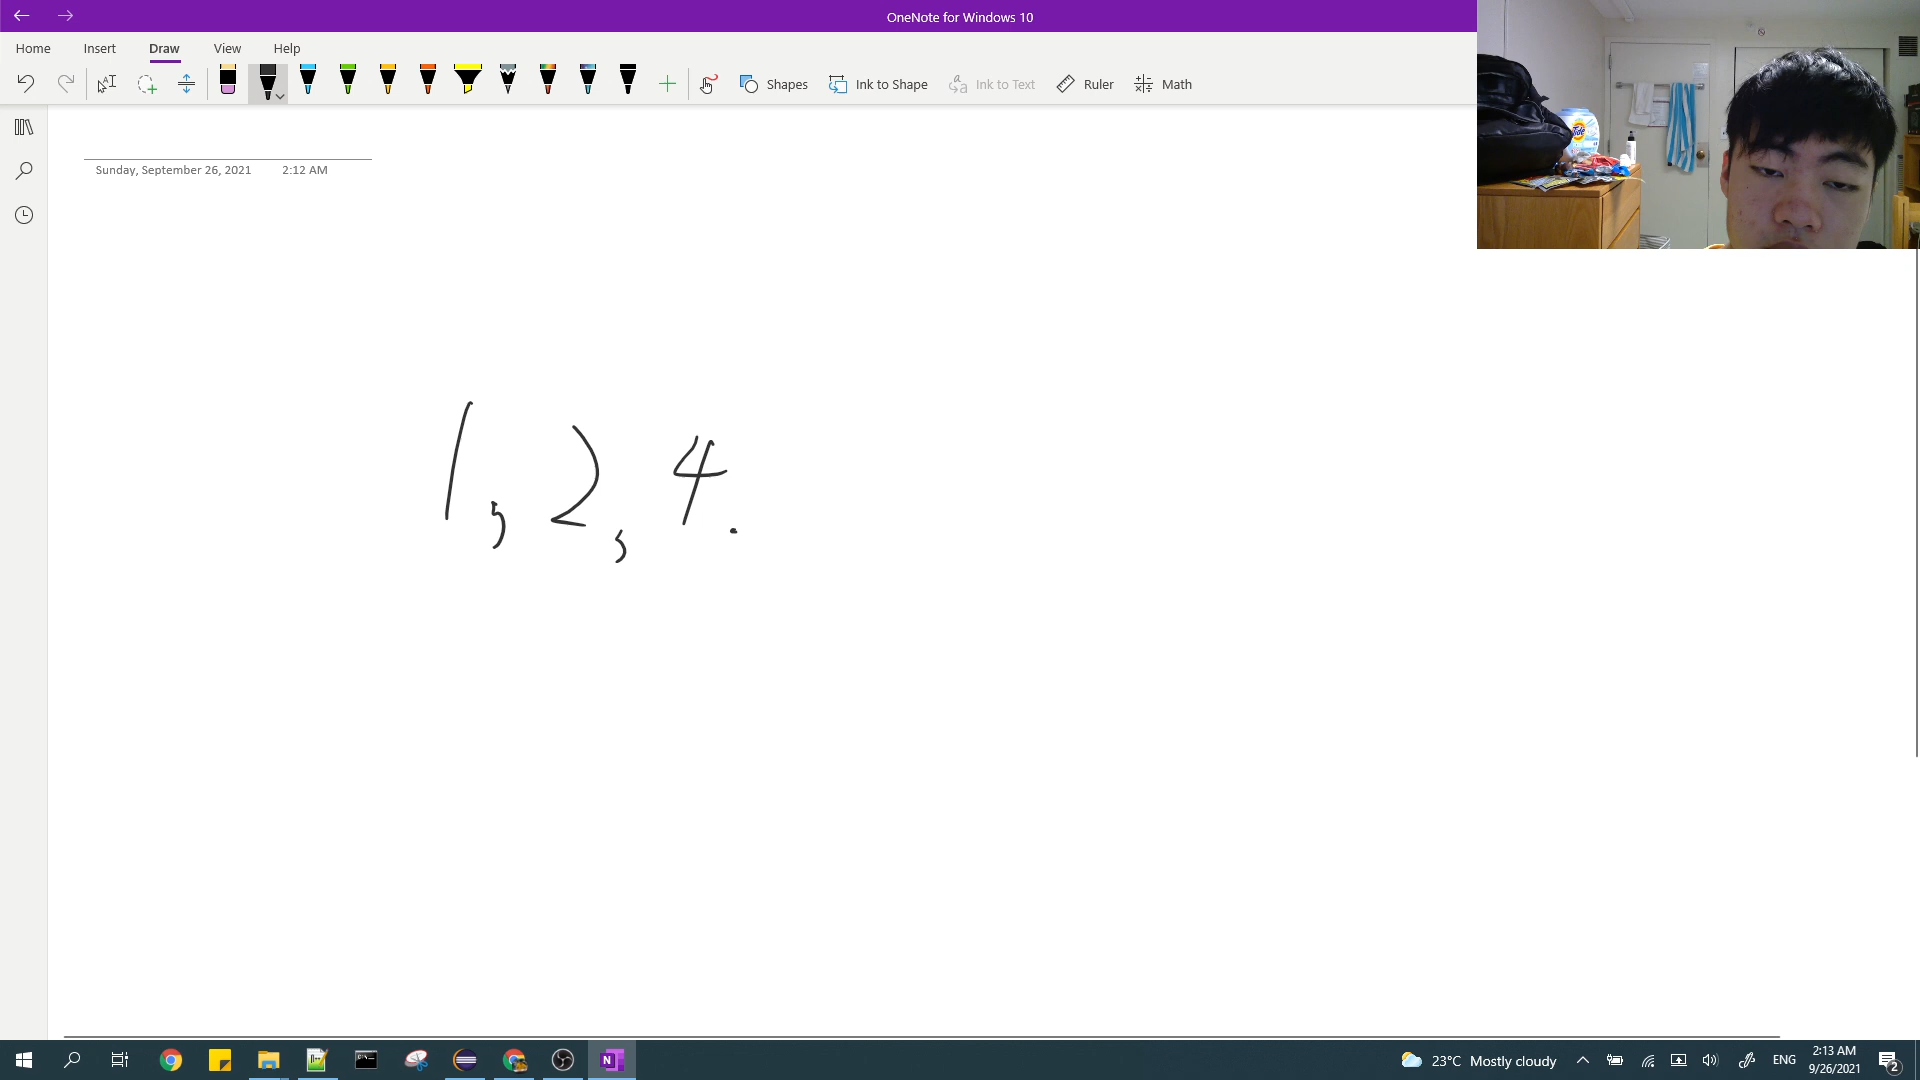 OneNote for Windows 10
Home Insert Draw View Help
Shapes Ink to Shape Ink to Text Ruler Math
Sunday, September 26, 2021 2:12 AM
1, 2, 4.
Tide
23°C Mostly cloudy ENG 2:13 AM
9/26/2021 2